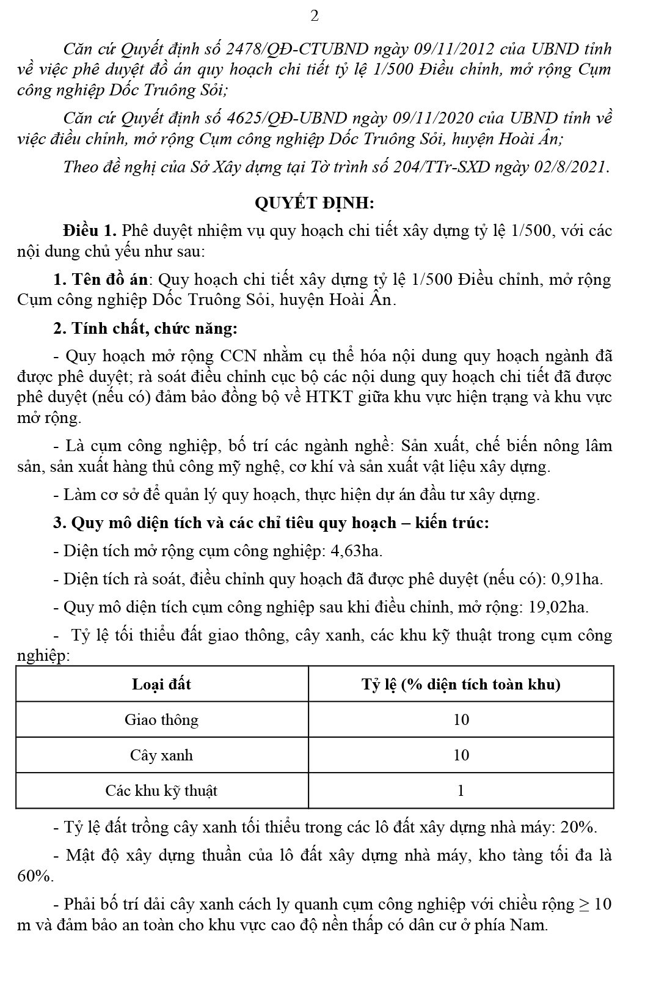 2
Căn cứ Quyết định số 2478/QĐ-CTUBND ngày 09/11/2012 của UBND tỉnh
về việc phê duyệt đồ án quy hoạch chi tiết tỷ lệ 1/500 Điều chỉnh, mở rộng Cụm
công nghiệp Dốc Truông Sỏi;
Căn cứ Quyết định số 4625/QĐ-UBND ngày 09/11/2020 của UBND tỉnh về
việc điều chỉnh, mở rộng Cụm công nghiệp Dốc Truông Sỏi, huyện Hoài Ân;
Theo đề nghị của Sở Xây dựng tại Tờ trình số 204/TTr-SXD ngày 02/8/2021.
QUYẾT ĐỊNH:
Điều 1. Phê duyệt nhiệm vụ quy hoạch chi tiết xây dựng tỷ lệ 1/500, với các
nội dung chủ yếu như sau:
1. Tên đồ án: Quy hoạch chi tiết xây dựng tỷ lệ 1/500 Điều chỉnh, mở rộng
Cụm công nghiệp Dốc Truông Sỏi, huyện Hoài Ân.
2. Tính chất, chức năng:
- Quy hoạch mở rộng CCN nhằm cụ thể hóa nội dung quy hoạch ngành đã
được phê duyệt; rà soát điều chỉnh cục bộ các nội dung quy hoạch chi tiết đã được
phê duyệt (nếu có) đảm bảo đồng bộ về HTKT giữa khu vực hiện trạng và khu vực
mở rộng.
- Là cụm công nghiệp, bố trí các ngành nghề: Sản xuất, chế biến nông lâm
sản, sản xuất hàng thủ công mỹ nghệ, cơ khí và sản xuất vật liệu xây dựng.
- Làm cơ sở để quản lý quy hoạch, thực hiện dự án đầu tư xây dựng.
3. Quy mô diện tích và các chỉ tiêu quy hoạch – kiến trúc:
- Diện tích mở rộng cụm công nghiệp: 4,63ha.
- Diện tích rà soát, điều chỉnh quy hoạch đã được phê duyệt (nếu có): 0,91ha.
- Quy mô diện tích cụm công nghiệp sau khi điều chỉnh, mở rộng: 19,02ha.
- Tỷ lệ tối thiểu đất giao thông, cây xanh, các khu kỹ thuật trong cụm công
nghiệp:
Loại đất Tỷ lệ (% diện tích toàn khu)
Giao thông 10
Cây xanh 10
Các khu kỹ thuật 1
- Tỷ lệ đất trồng cây xanh tối thiểu trong các lô đất xây dựng nhà máy: 20%.
- Mật độ xây dựng thuần của lô đất xây dựng nhà máy, kho tàng tối đa là
60%.
- Phải bố trí dải cây xanh cách ly quanh cụm công nghiệp với chiều rộng ≥ 10
m và đảm bảo an toàn cho khu vực cao độ nền thấp có dân cư ở phía Nam.